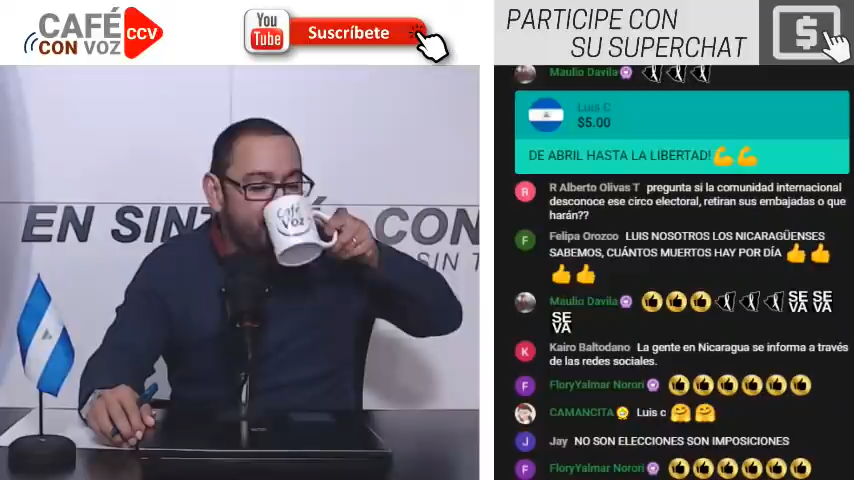 CAFÉ
CON VOZ CCV
You
Tube
Suscríbete
PARTICIPE CON
SU SUPERCHAT
$
EN SINT ÍA CON
SIN T
Café
Voz
Maulio Davila
Luis C
$5.00
DE ABRIL HASTA LA LIBERTAD!
R R Alberto Olivas T pregunta si la comunidad internacional
desconoce ese circo electoral, retiran sus embajadas o que
harán??
F Felipa Orozco LUIS NOSOTROS LOS NICARAGÜENSES
SABEMOS, CUÁNTOS MUERTOS HAY POR DÍA
Maulio Davila SE VA SE VA
SE VA
K Kairo Baltodano La gente en Nicaragua se informa a través
de las redes sociales.
F FloryYalmar Norori
CAMANCITA Luis c
J Jay NO SON ELECCIONES SON IMPOSICIONES
F FloryYalmar Norori